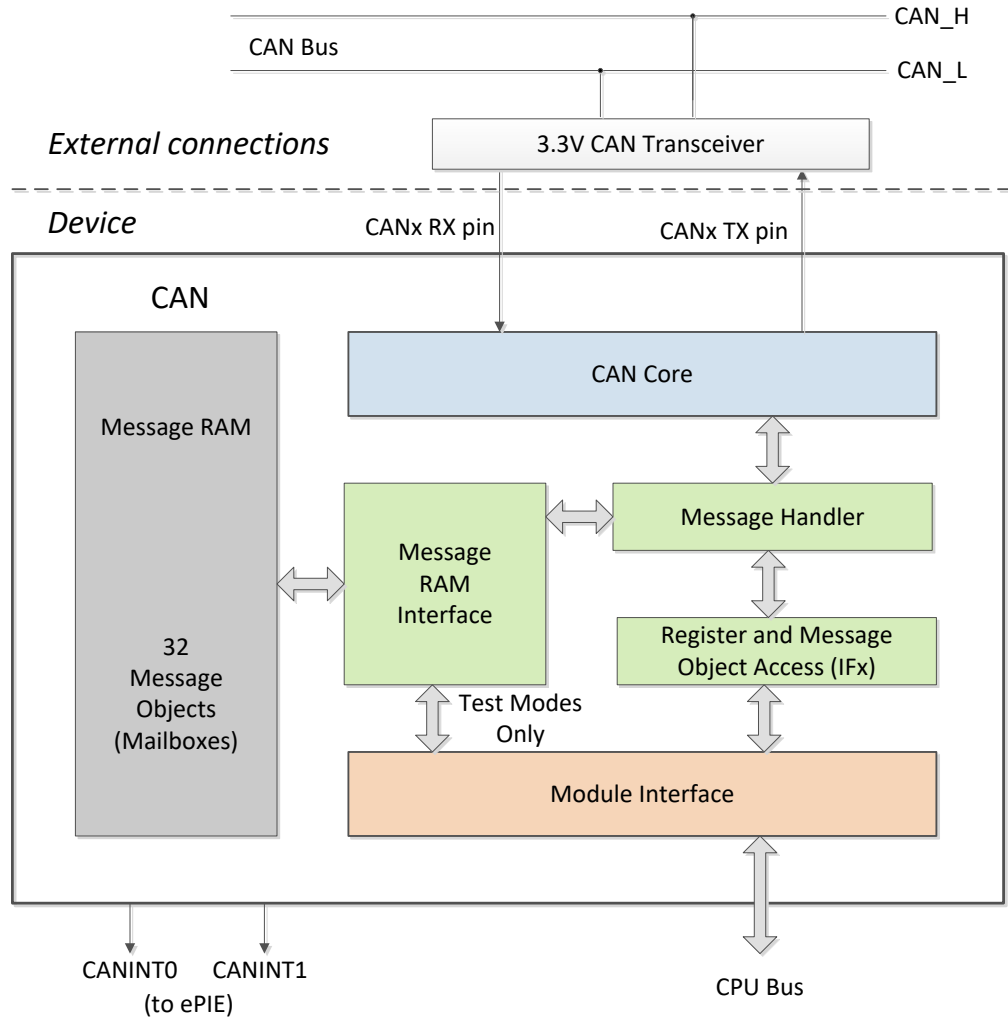 CAN_H
CAN Bus
CAN_L
External connections
3.3V CAN Transceiver
Device
CANx RX pin
CANx TX pin
CAN
CAN Core
Message RAM
Message Handler
Message
RAM
Interface
32
Message
Objects
(Mailboxes)
Register and Message
Object Access (IFx)
Test Modes
Only
Module Interface
CANINT0
CANINT1
(to ePIE)
CPU Bus